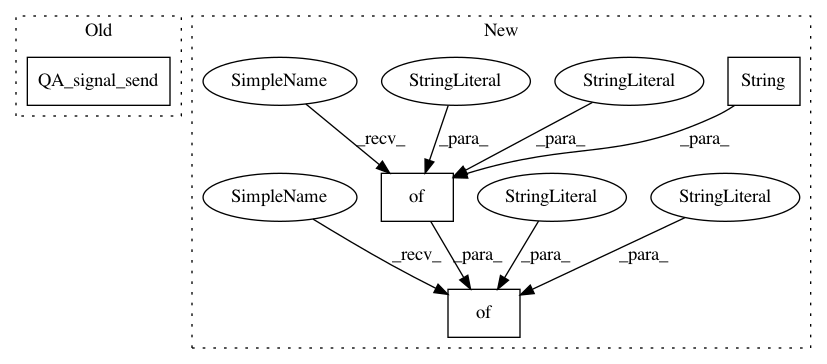 Old
New
QA_signal_send
SimpleName
StringLiteral
StringLiteral
String
_recv_
_para_
_para_
_para_
SimpleName
of
StringLiteral
StringLiteral
_recv_
_para_
_para_
_para_
of